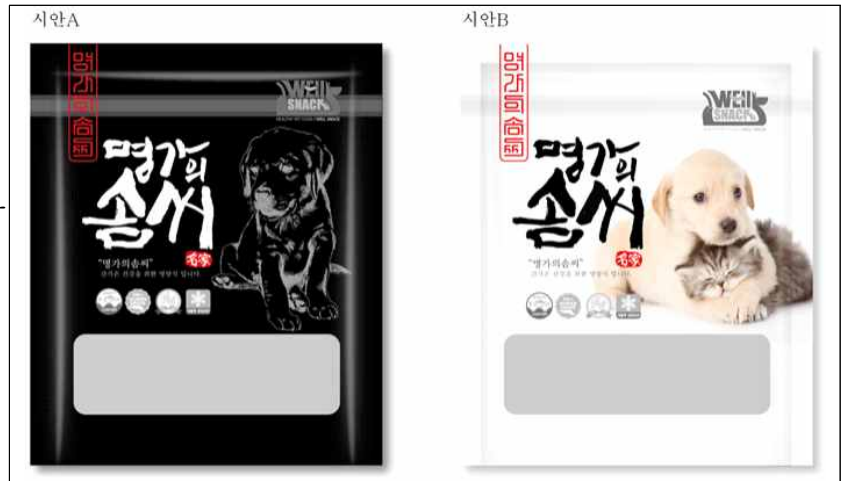 시안A
명가의솜씨
WELL
SNACK
명가의
솜씨
名家
"명가의솜씨"
시안B
명가의솜씨
WELL
SNACK
명가의
솜씨
名家
"명가의솜씨"